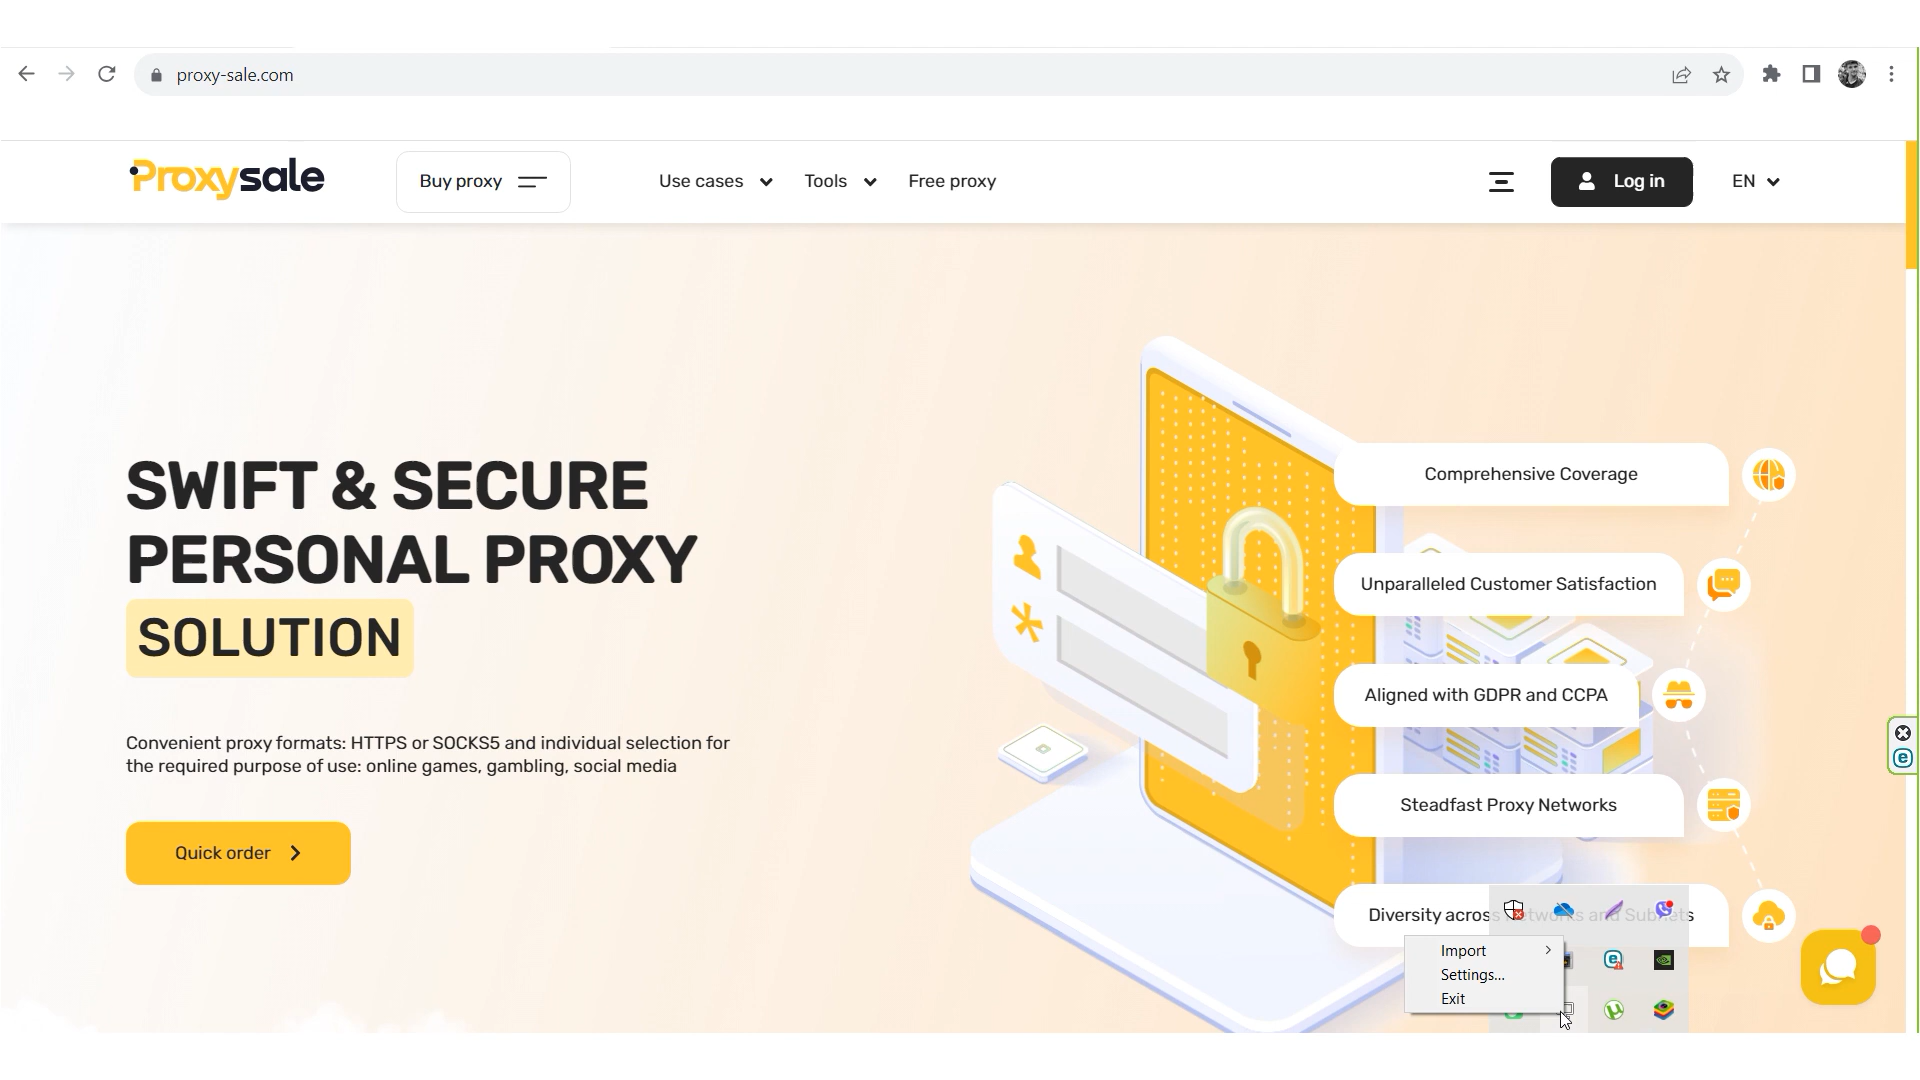 proxy-sale.com
Proxysale
Buy proxy
Use cases
Tools
Free proxy
Log in
EN
SWIFT & SECURE
PERSONAL PROXY
SOLUTION
Convenient proxy formats: HTTPS or SOCKS5 and individual selection for
the required purpose of use: online games, gambling, social media
Quick order
Comprehensive Coverage
Unparalleled Customer Satisfaction
Aligned with GDPR and CCPA
Steadfast Proxy Networks
Diversity across Networks and Subnets
Import
Settings...
Exit